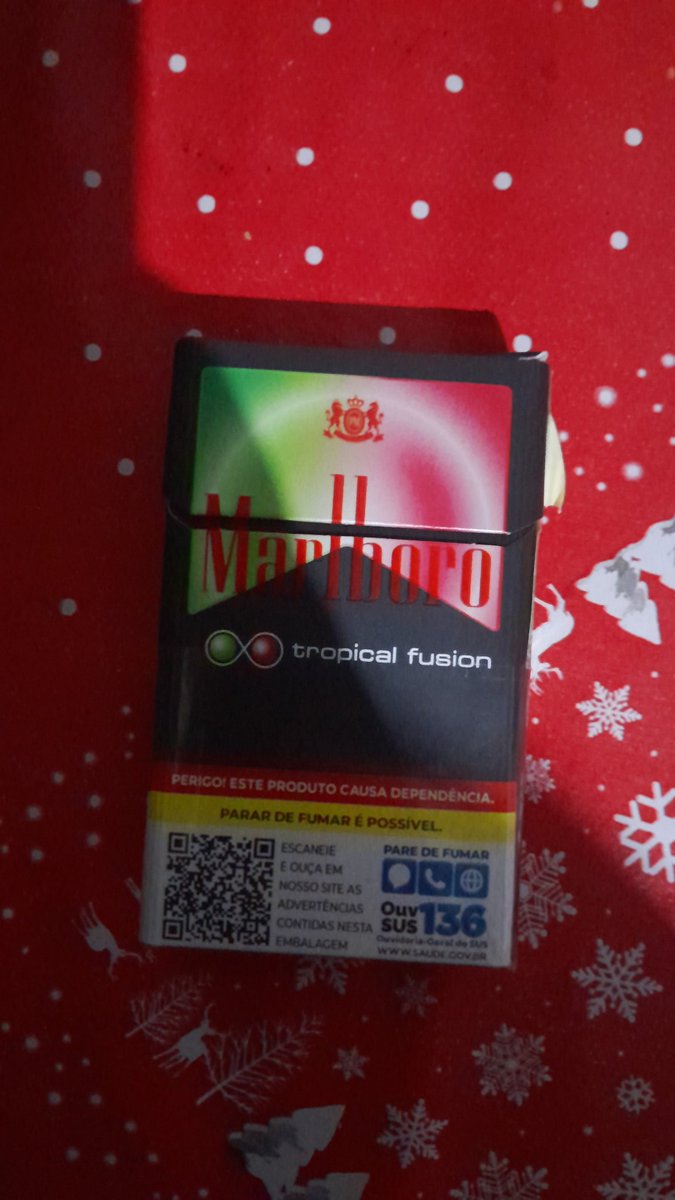 Marlboro
tropical fusion
PERIGO! ESTE PRODUTO CAUSA DEPENDÊNCIA.
PARAR DE FUMAR É POSSÍVEL.
ESCANEIE
E OUÇA EM
NOSSO SITE AS
ADVERTÊNCIAS
CONTIDAS NESTA
EMBALAGEM
PARE DE FUMAR
Ouv
SUS 136
Ouvidoria-Geral do SUS
WWW.SAUDE.GOV.BR